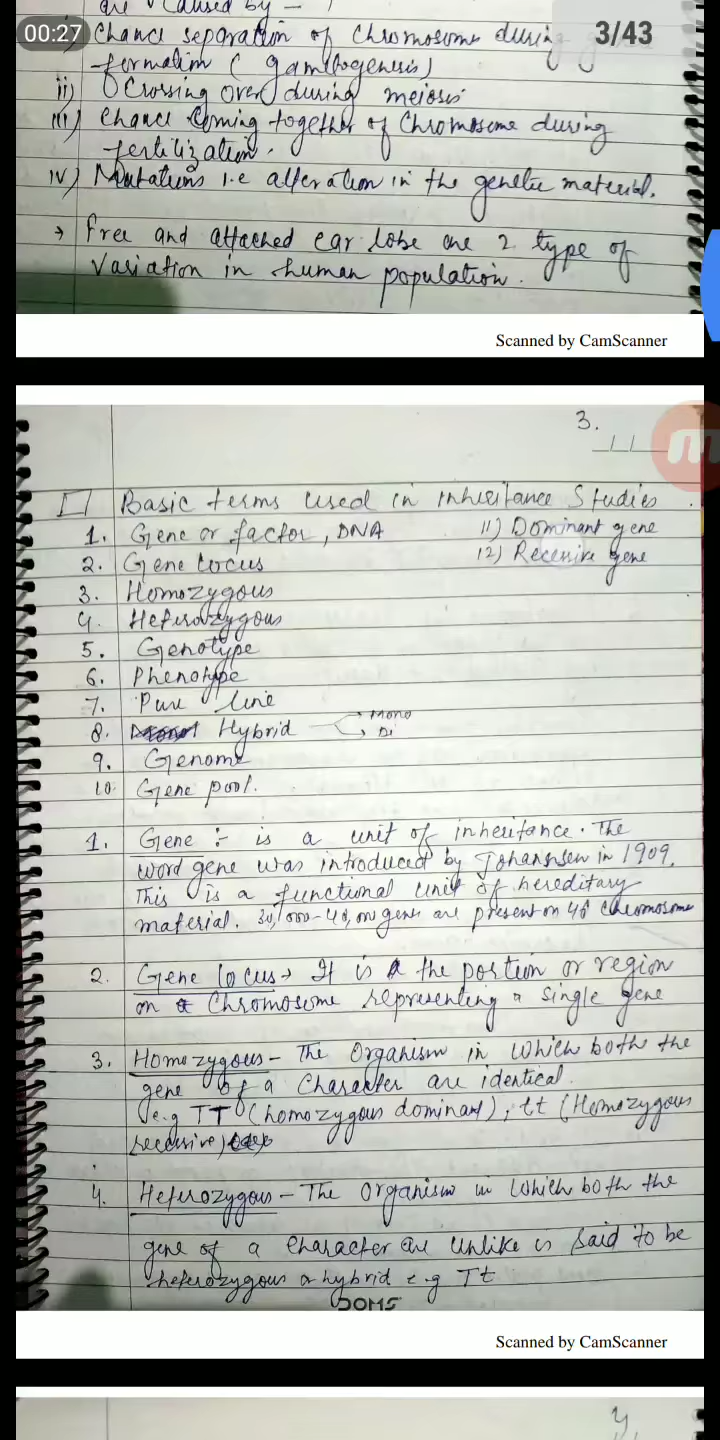 are caused by -
00:27
3/43
i) Chance separation of Chromosome during
formation (gamitogenesis)
ii) Crossing over during meiosis
iii) Chance Coming together of Chromosome during
fertilization.
iv) Mutations i.e alteration in the genetic material.
→ free and attached ear lobe are 2 type of
Variation in human population.
Scanned by CamScanner
3.
Basic terms used in inheritance Studies.
1. Gene or factor, DNA
11) Dominant gene
2. Gene locus
12) Recessive gene
3. Homozygous
4. Heterozygous
5. Genotype
6. Phenotype
7. Pure line
8. Hybrid
Mono
Di
9. Genome
10. Gene pool.
1. Gene :- is a unit of inheritance. The
word gene was introduced by Johannsen in 1909.
This is a functional unit of hereditary
material. 30,000-40,000 genes are present on 46 Chromosome
2. Gene locus → It is the portion or region
on Chromosome representing a single gene
3. Homozygous - The Organism in which both the
gene of a Character are identical.
e.g TT (homozygous dominant), tt (Homozygous
recessive)
4. Heterozygous - The Organism in which both the
gene of a Character are Unlike is said to be
heterozygous or hybrid e.g Tt
DOMS
Scanned by CamScanner
4